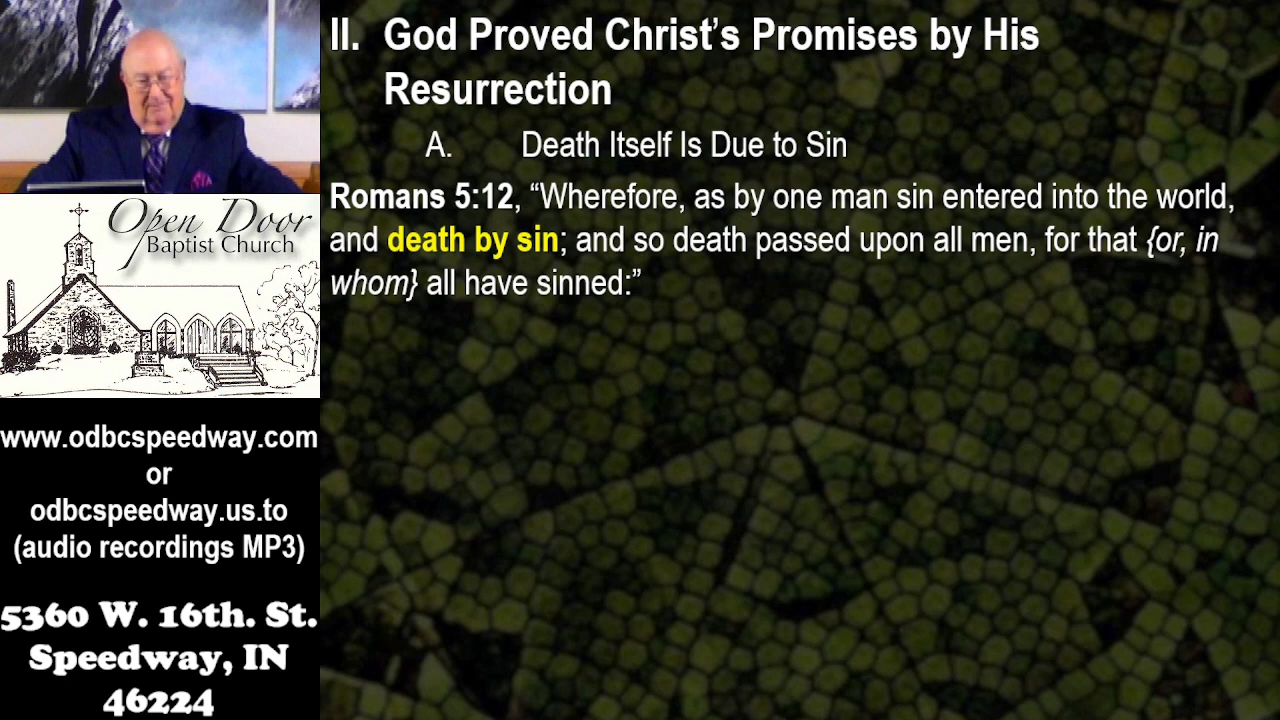 II. God Proved Christ’s Promises by His
Resurrection
A. Death Itself Is Due to Sin
Romans 5:12, “Wherefore, as by one man sin entered into the world,
and death by sin; and so death passed upon all men, for that {or, in
whom} all have sinned:”
Open Door
Baptist Church
www.odbcspeedway.com
or
odbcspeedway.us.to
(audio recordings MP3)
5360 W. 16th. St.
Speedway, IN
46224